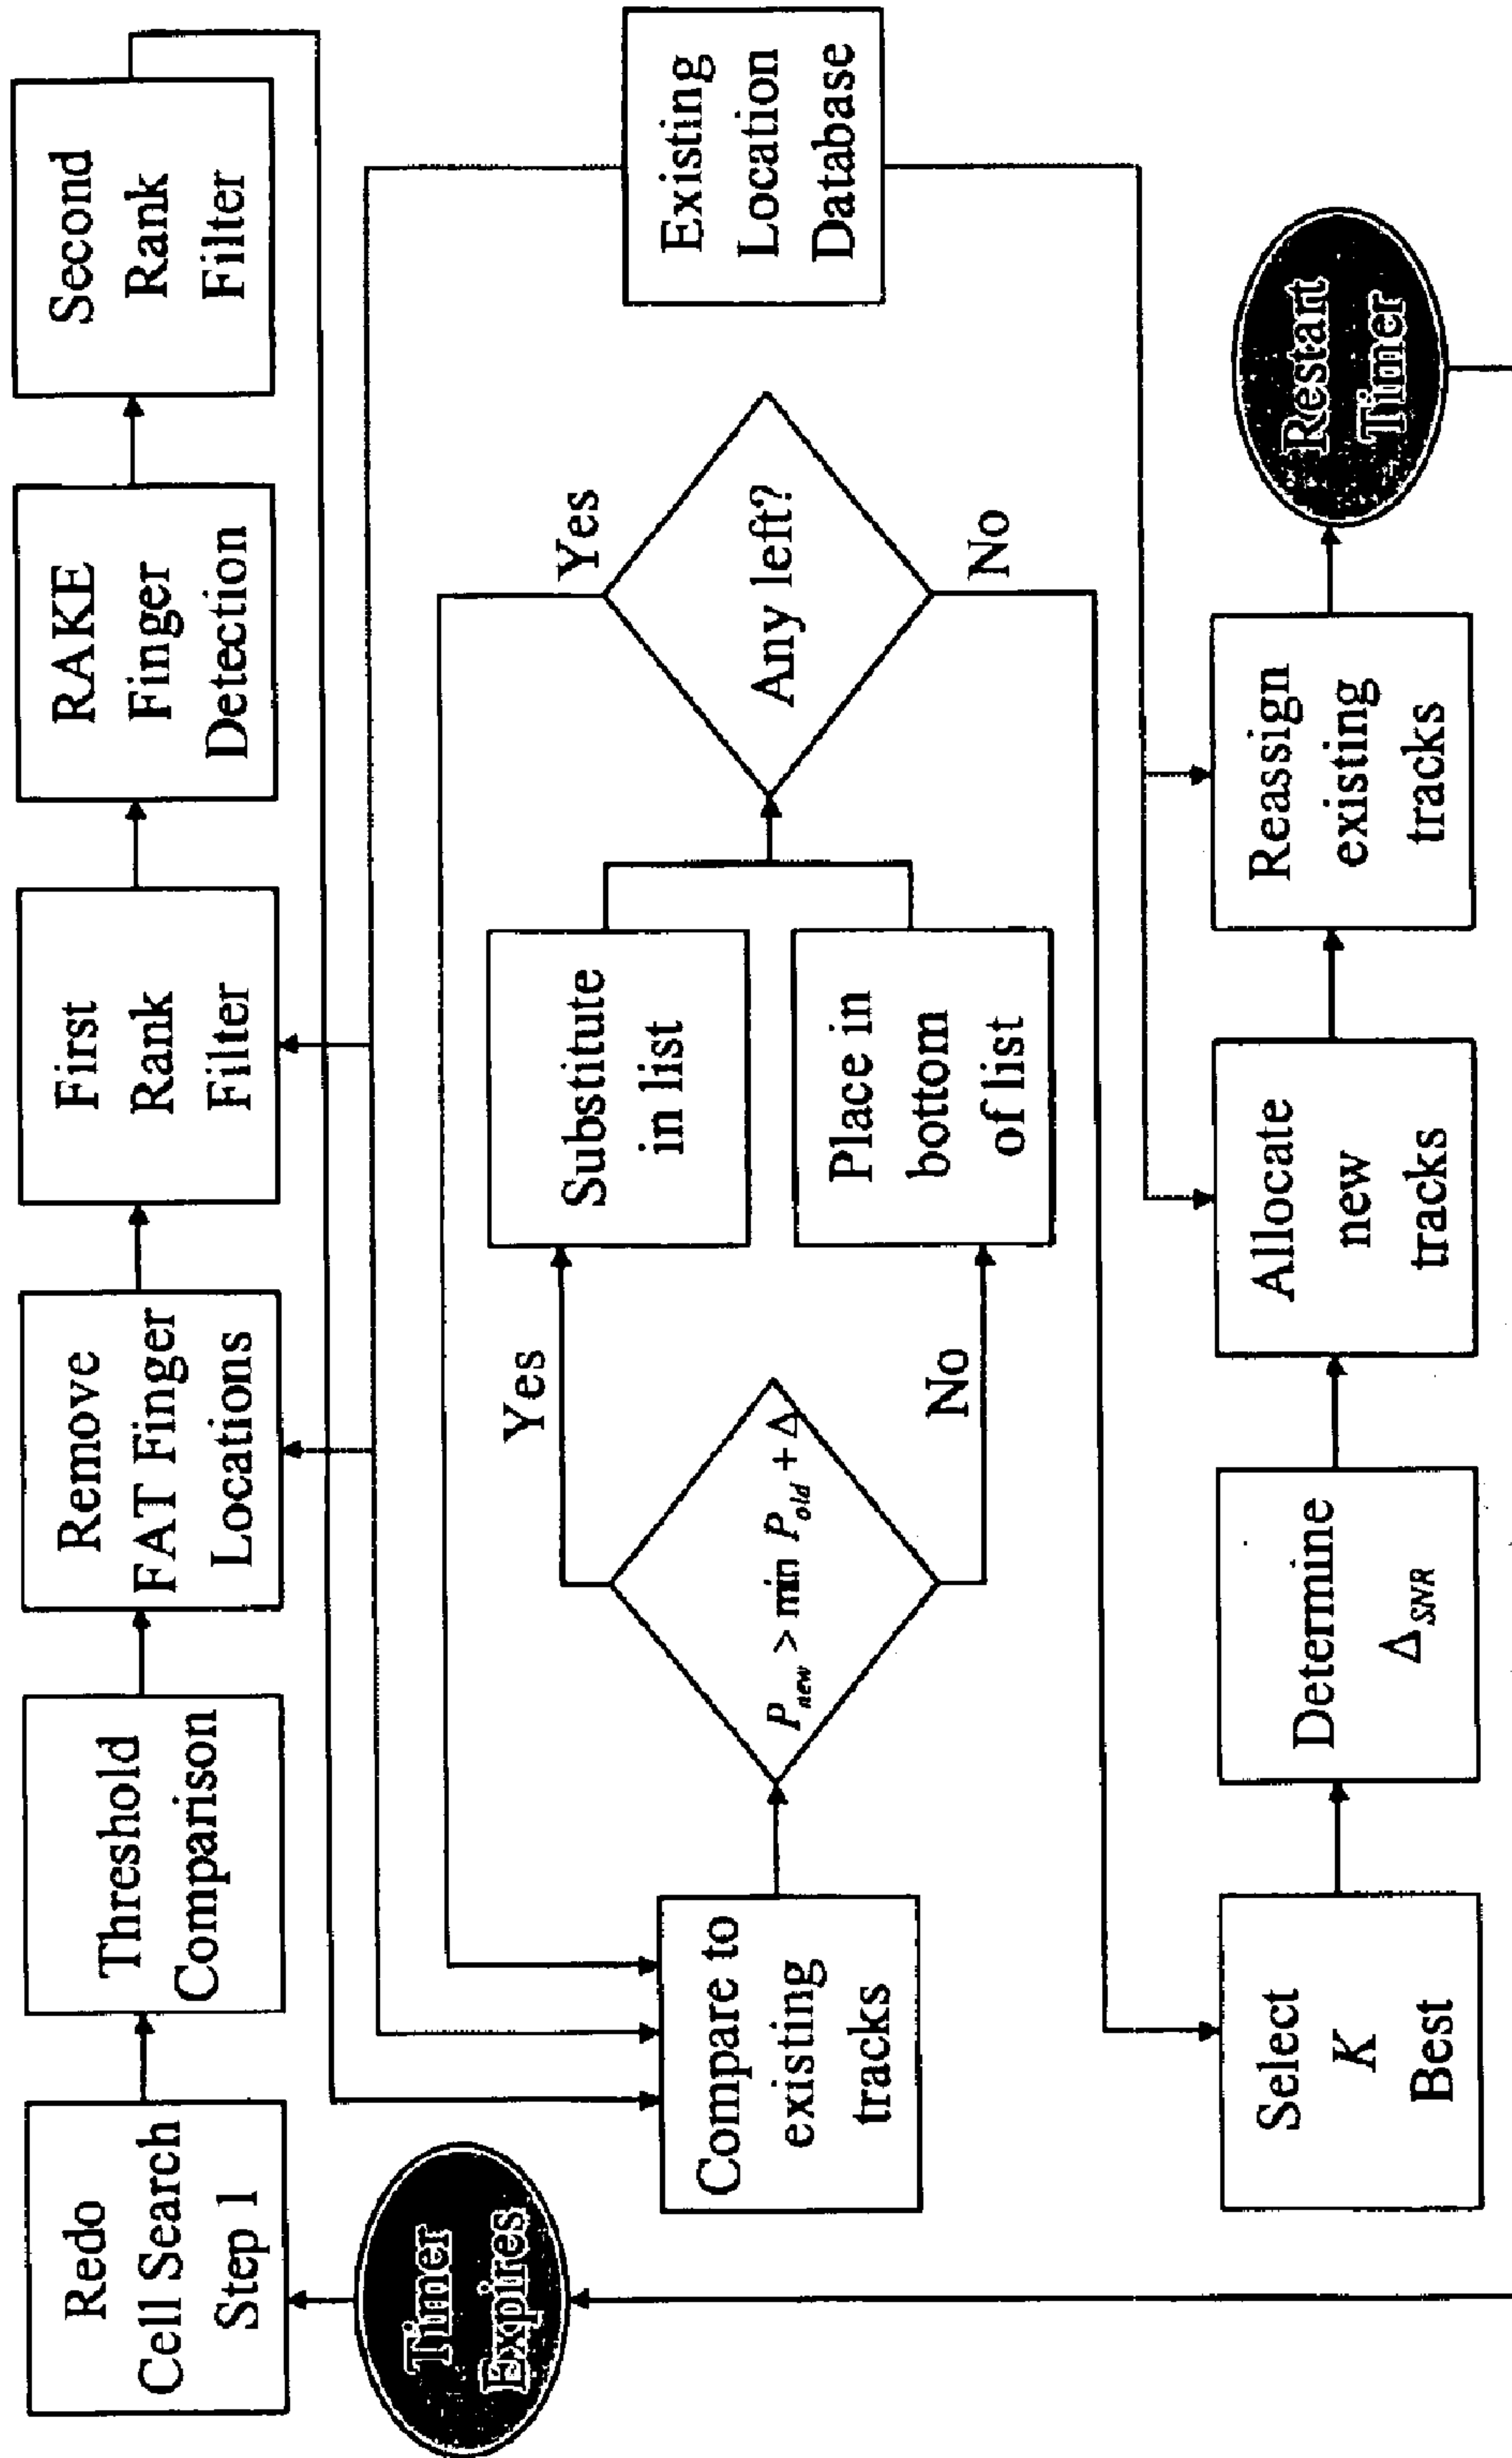 Redo
Cell Search
Step 1
Threshold
Comparison
Remove
FAT Finger
Locations
First
Rank
Filter
RAKE
Finger
Detection
Second
Rank
Filter
Timer
Expires
Compare to
existing
tracks
P_new > min P_old + Δ
Yes
No
Substitute
in list
Place in
bottom
of list
Any left?
Yes
No
Existing
Location
Database
Select
K
Best
Determine
Δ_SNR
Allocate
new
tracks
Reassign
existing
tracks
Restart
Timer